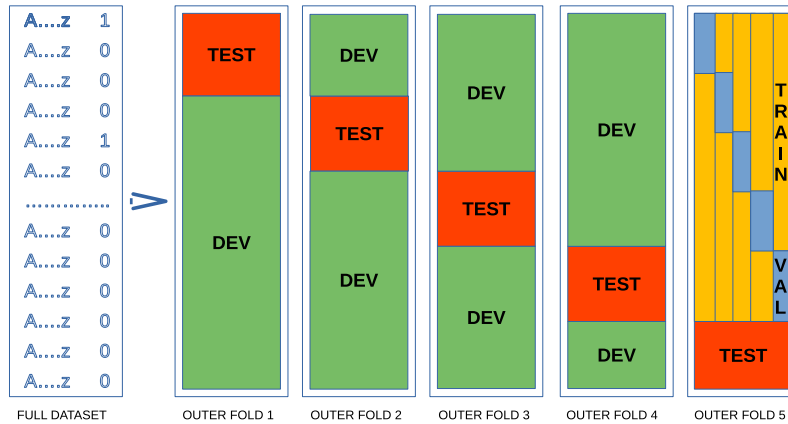 A....z 1
A....z 0
A....z 0
A....z 0
A....z 1
A....z 0
...............
A....z 0
A....z 0
A....z 0
A....z 0
A....z 0
A....z 0
FULL DATASET
>
TEST
DEV
OUTER FOLD 1
DEV
TEST
DEV
OUTER FOLD 2
DEV
TEST
DEV
OUTER FOLD 3
DEV
TEST
DEV
OUTER FOLD 4
TRAIN
VAL
TEST
OUTER FOLD 5